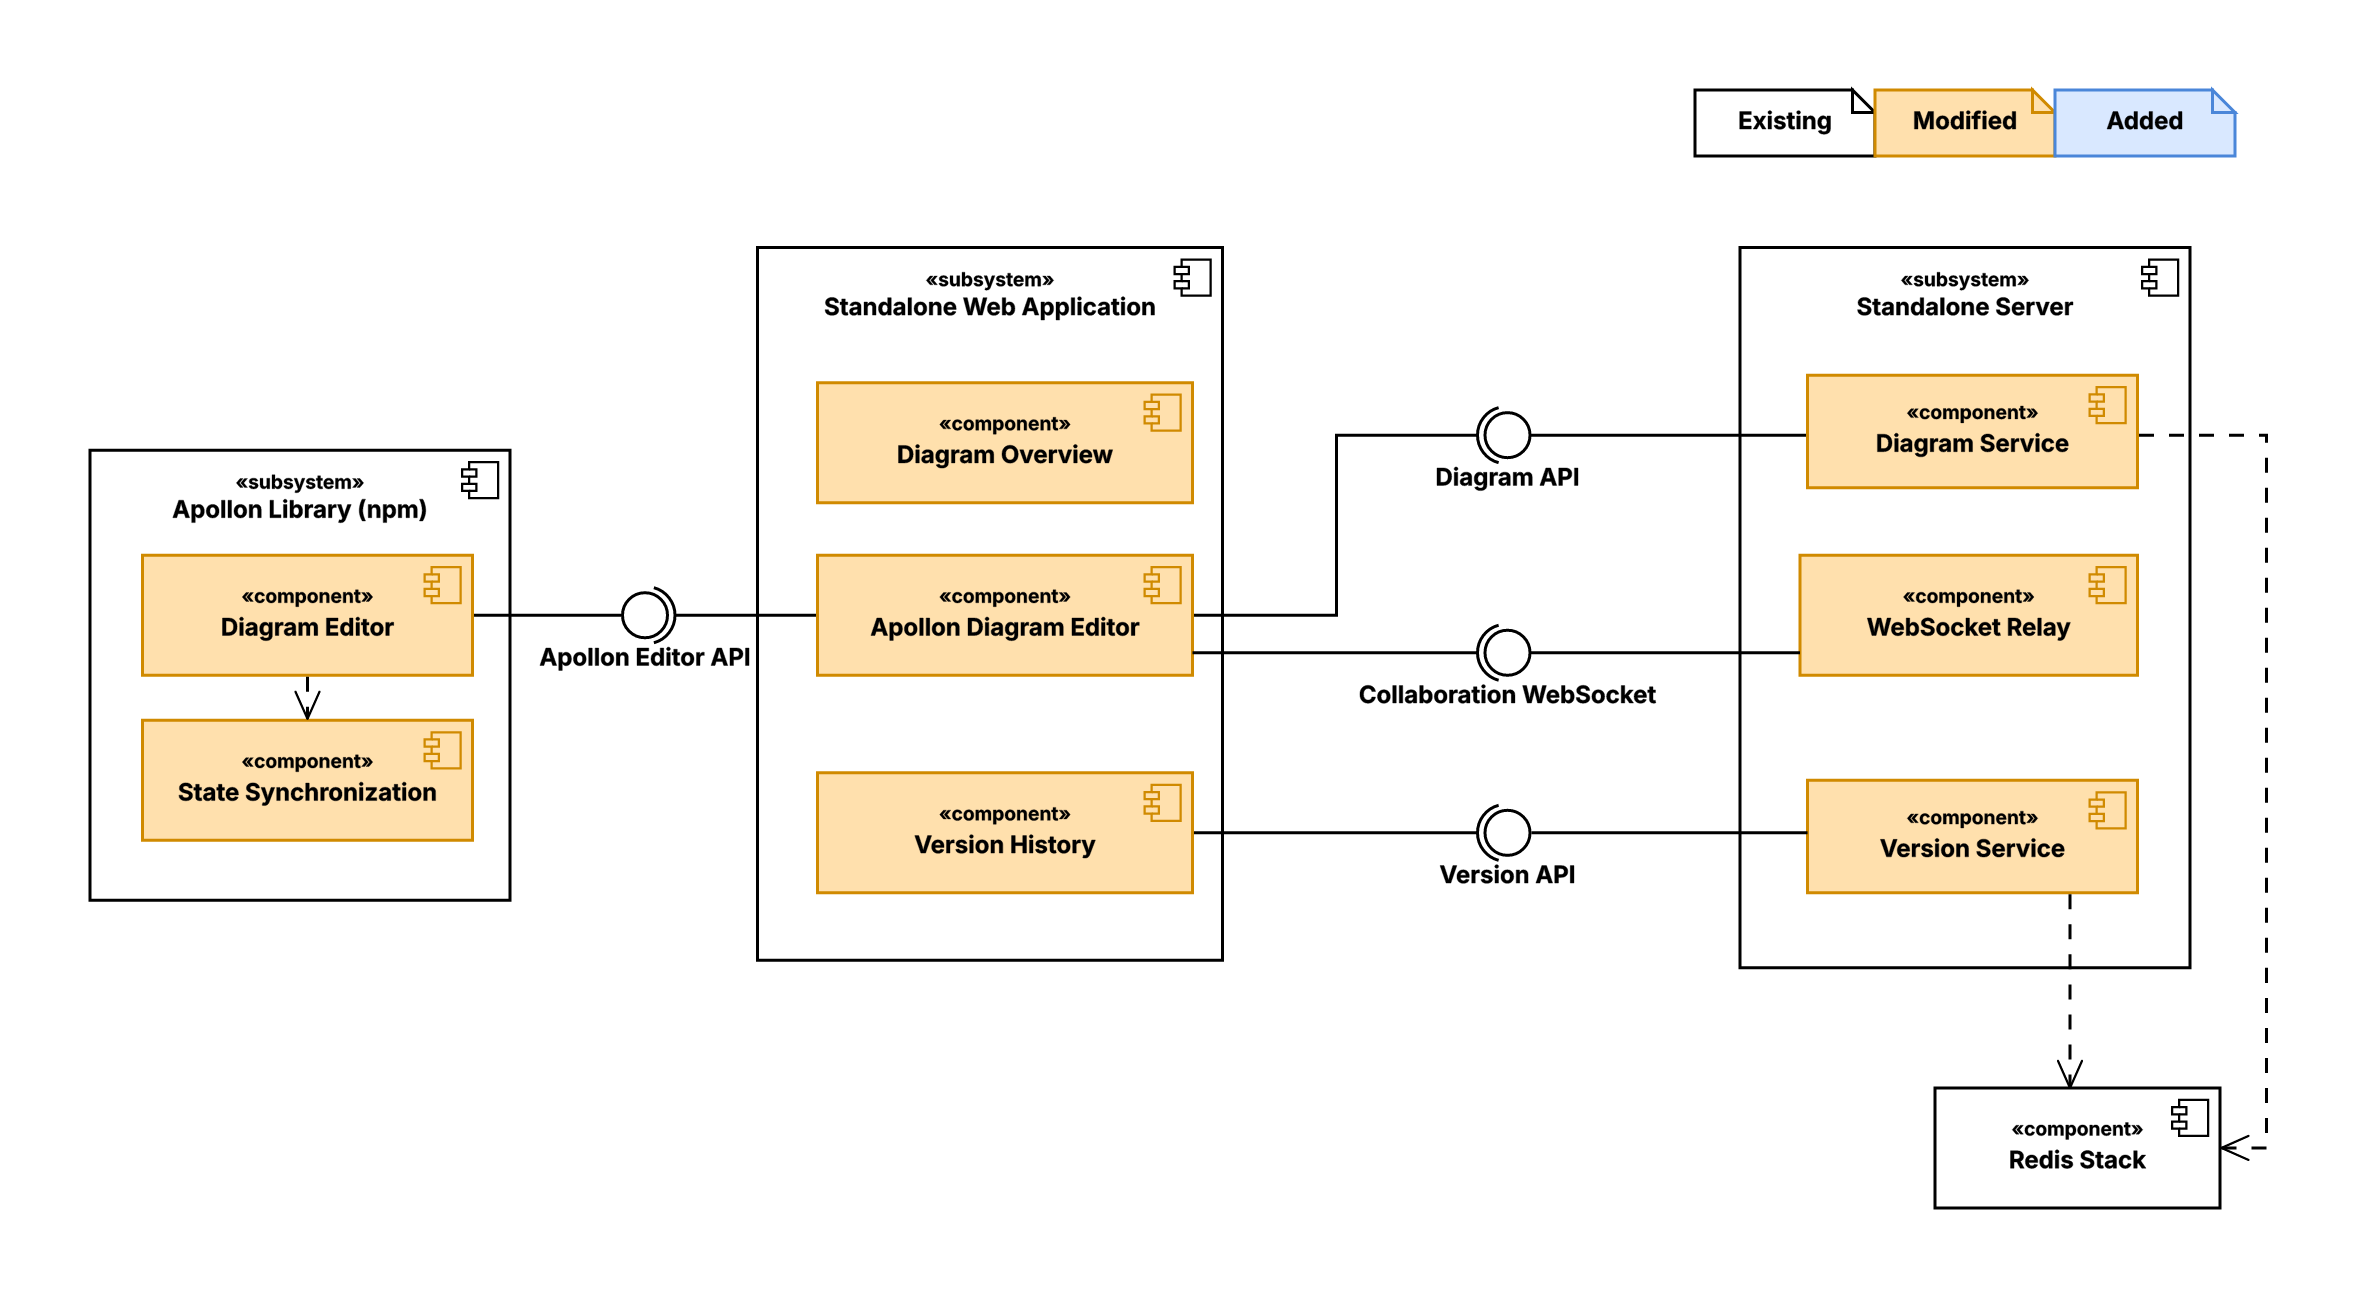 Existing
Modified
Added
«subsystem»
Apollon Library (npm)
«component»
Diagram Editor
«component»
State Synchronization
Apollon Editor API
«subsystem»
Standalone Web Application
«component»
Diagram Overview
«component»
Apollon Diagram Editor
«component»
Version History
Diagram API
Collaboration WebSocket
Version API
«subsystem»
Standalone Server
«component»
Diagram Service
«component»
WebSocket Relay
«component»
Version Service
«component»
Redis Stack